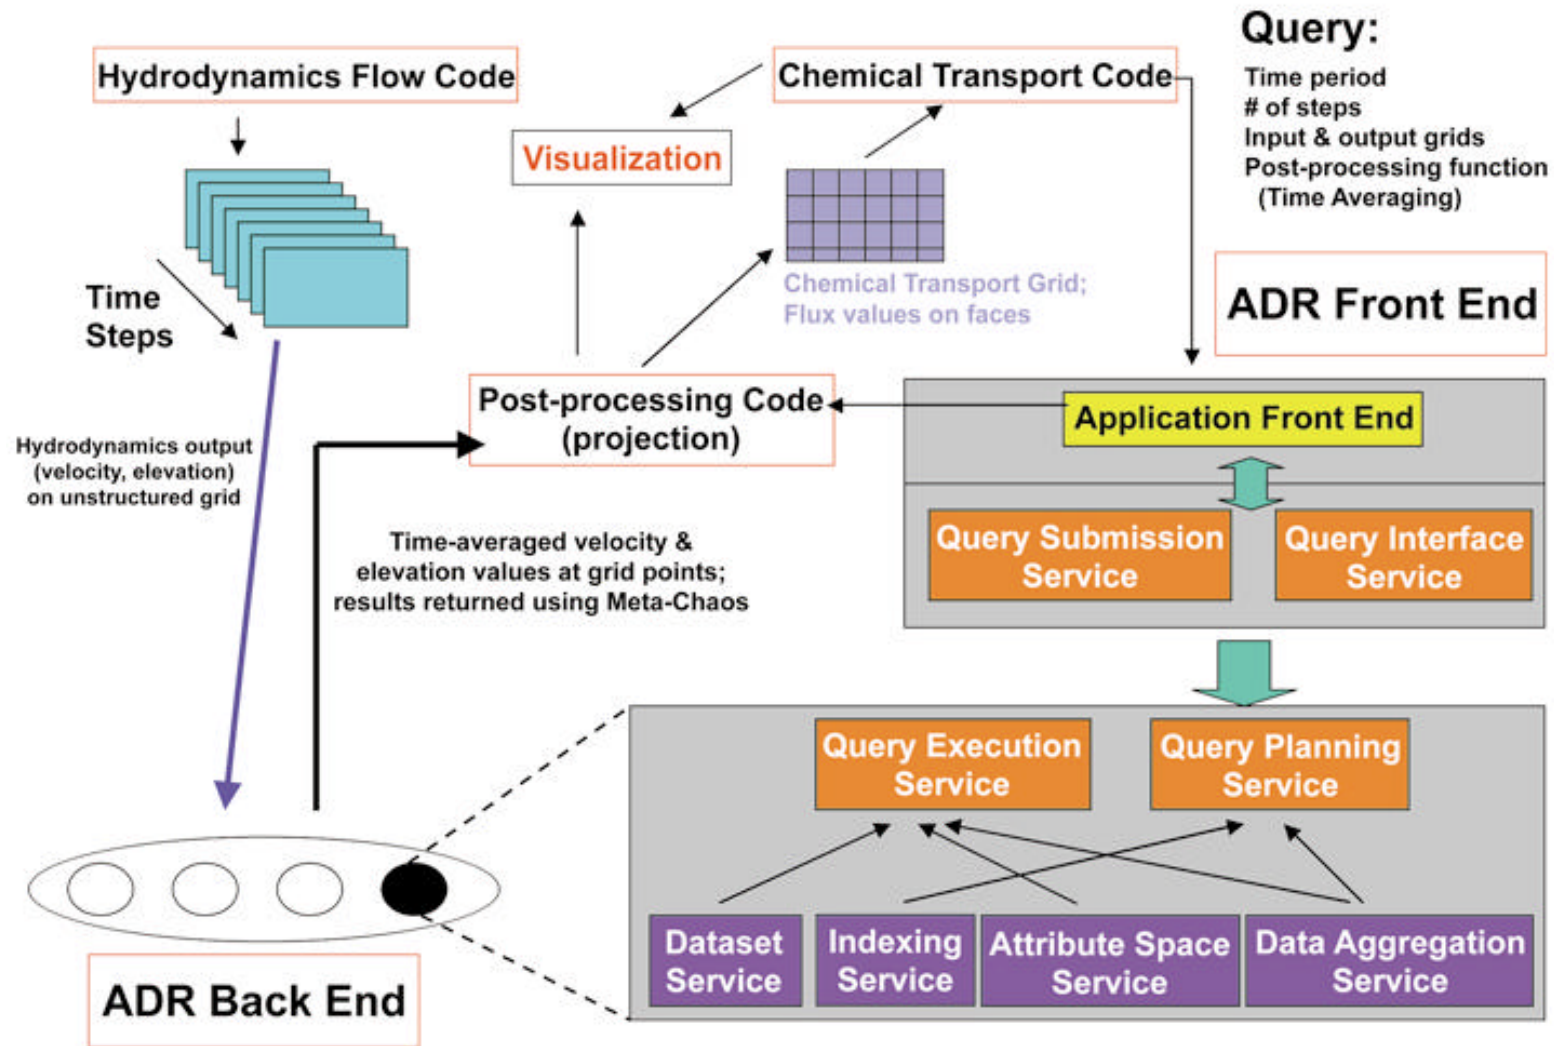 Query:
Hydrodynamics Flow Code
Chemical Transport Code
Time period
# of steps
Input & output grids
Post-processing function
(Time Averaging)
Visualization
Chemical Transport Grid;
Flux values on faces
ADR Front End
Time
Steps
Post-processing Code
(projection)
Application Front End
Hydrodynamics output
(velocity, elevation)
on unstructured grid
Time-averaged velocity &
elevation values at grid points;
results returned using Meta-Chaos
Query Submission
Service
Query Interface
Service
Query Execution
Service
Query Planning
Service
Dataset
Service
Indexing
Service
Attribute Space
Service
Data Aggregation
Service
ADR Back End